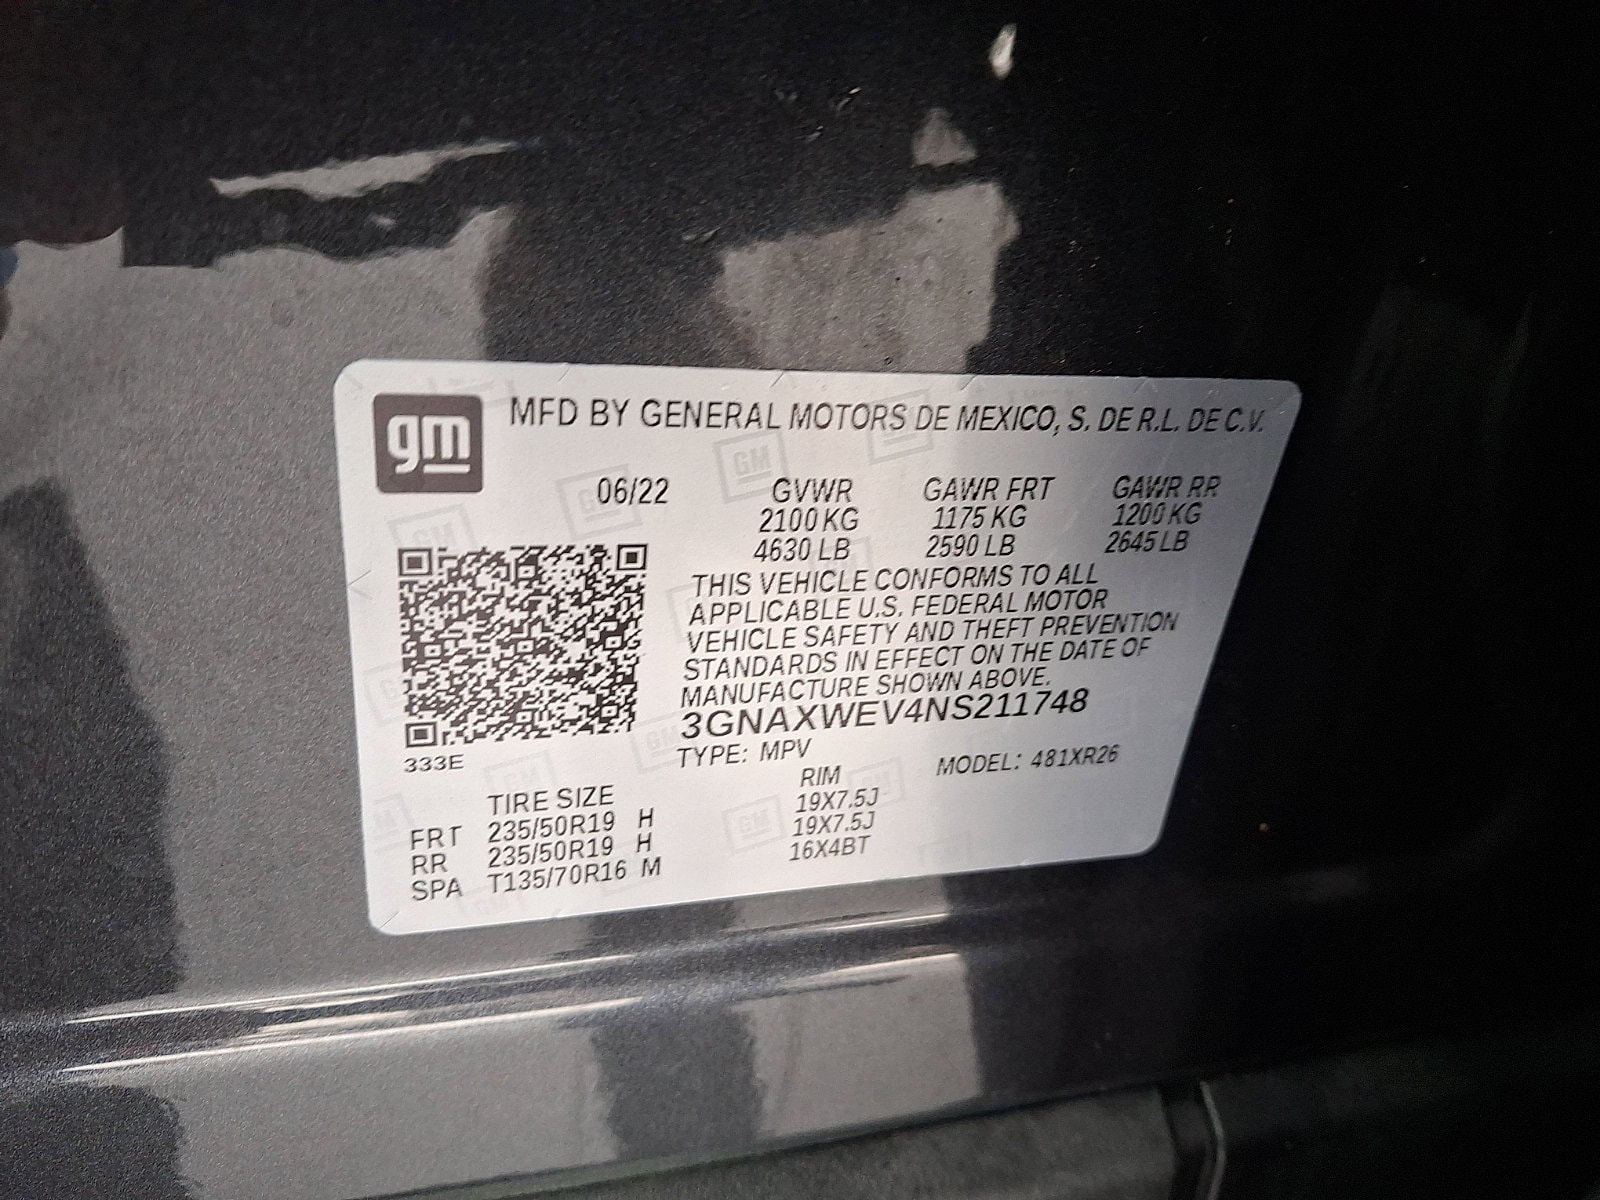 gm
MFD BY GENERAL MOTORS DE MEXICO, S. DE R.L. DE C.V.
06/22 GVWR GAWR FRT GAWR RR
2100 KG 1175 KG 1200 KG
4630 LB 2590 LB 2645 LB
THIS VEHICLE CONFORMS TO ALL
APPLICABLE U.S. FEDERAL MOTOR
VEHICLE SAFETY AND THEFT PREVENTION
STANDARDS IN EFFECT ON THE DATE OF
MANUFACTURE SHOWN ABOVE.
3GNAXWEV4NS211748
333E TYPE: MPV MODEL: 481XR26
TIRE SIZE RIM
FRT 235/50R19 H 19X7.5J
RR 235/50R19 H 19X7.5J
SPA T135/70R16 M 16X4BT